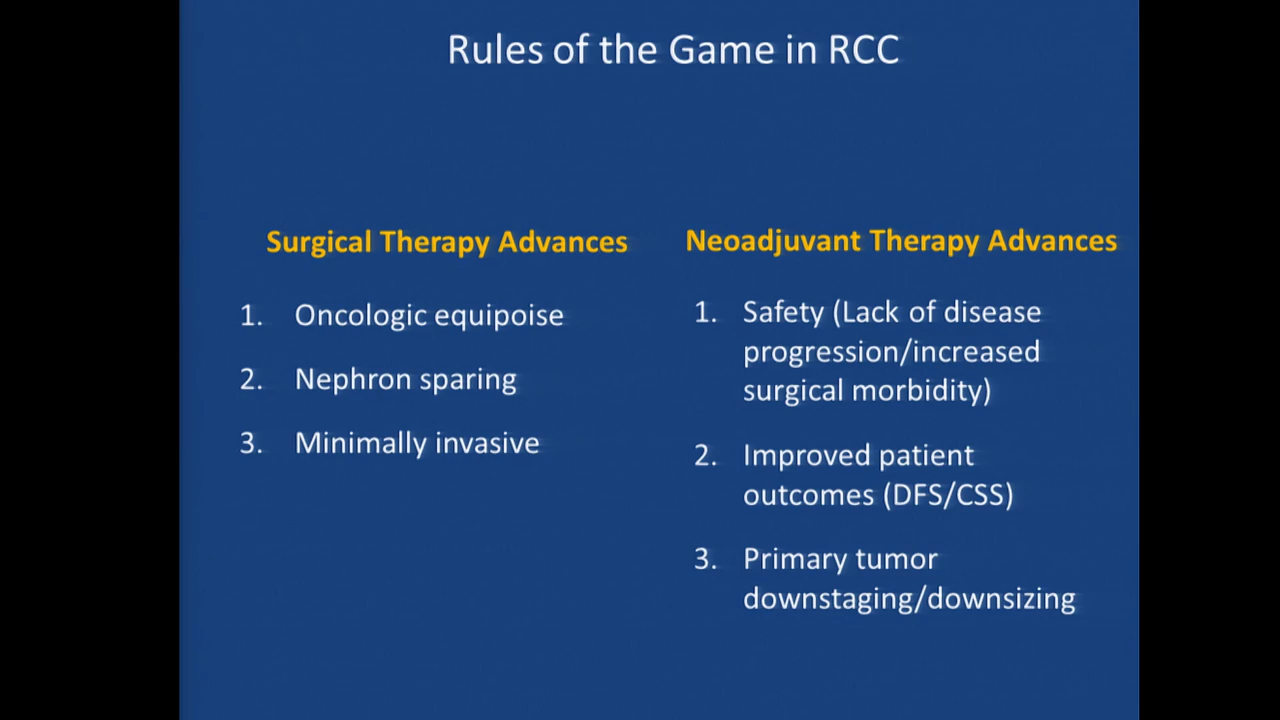 Rules of the Game in RCC
Surgical Therapy Advances
1. Oncologic equipoise
2. Nephron sparing
3. Minimally invasive
Neoadjuvant Therapy Advances
1. Safety (Lack of disease
progression/increased
surgical morbidity)
2. Improved patient
outcomes (DFS/CSS)
3. Primary tumor
downstaging/downsizing